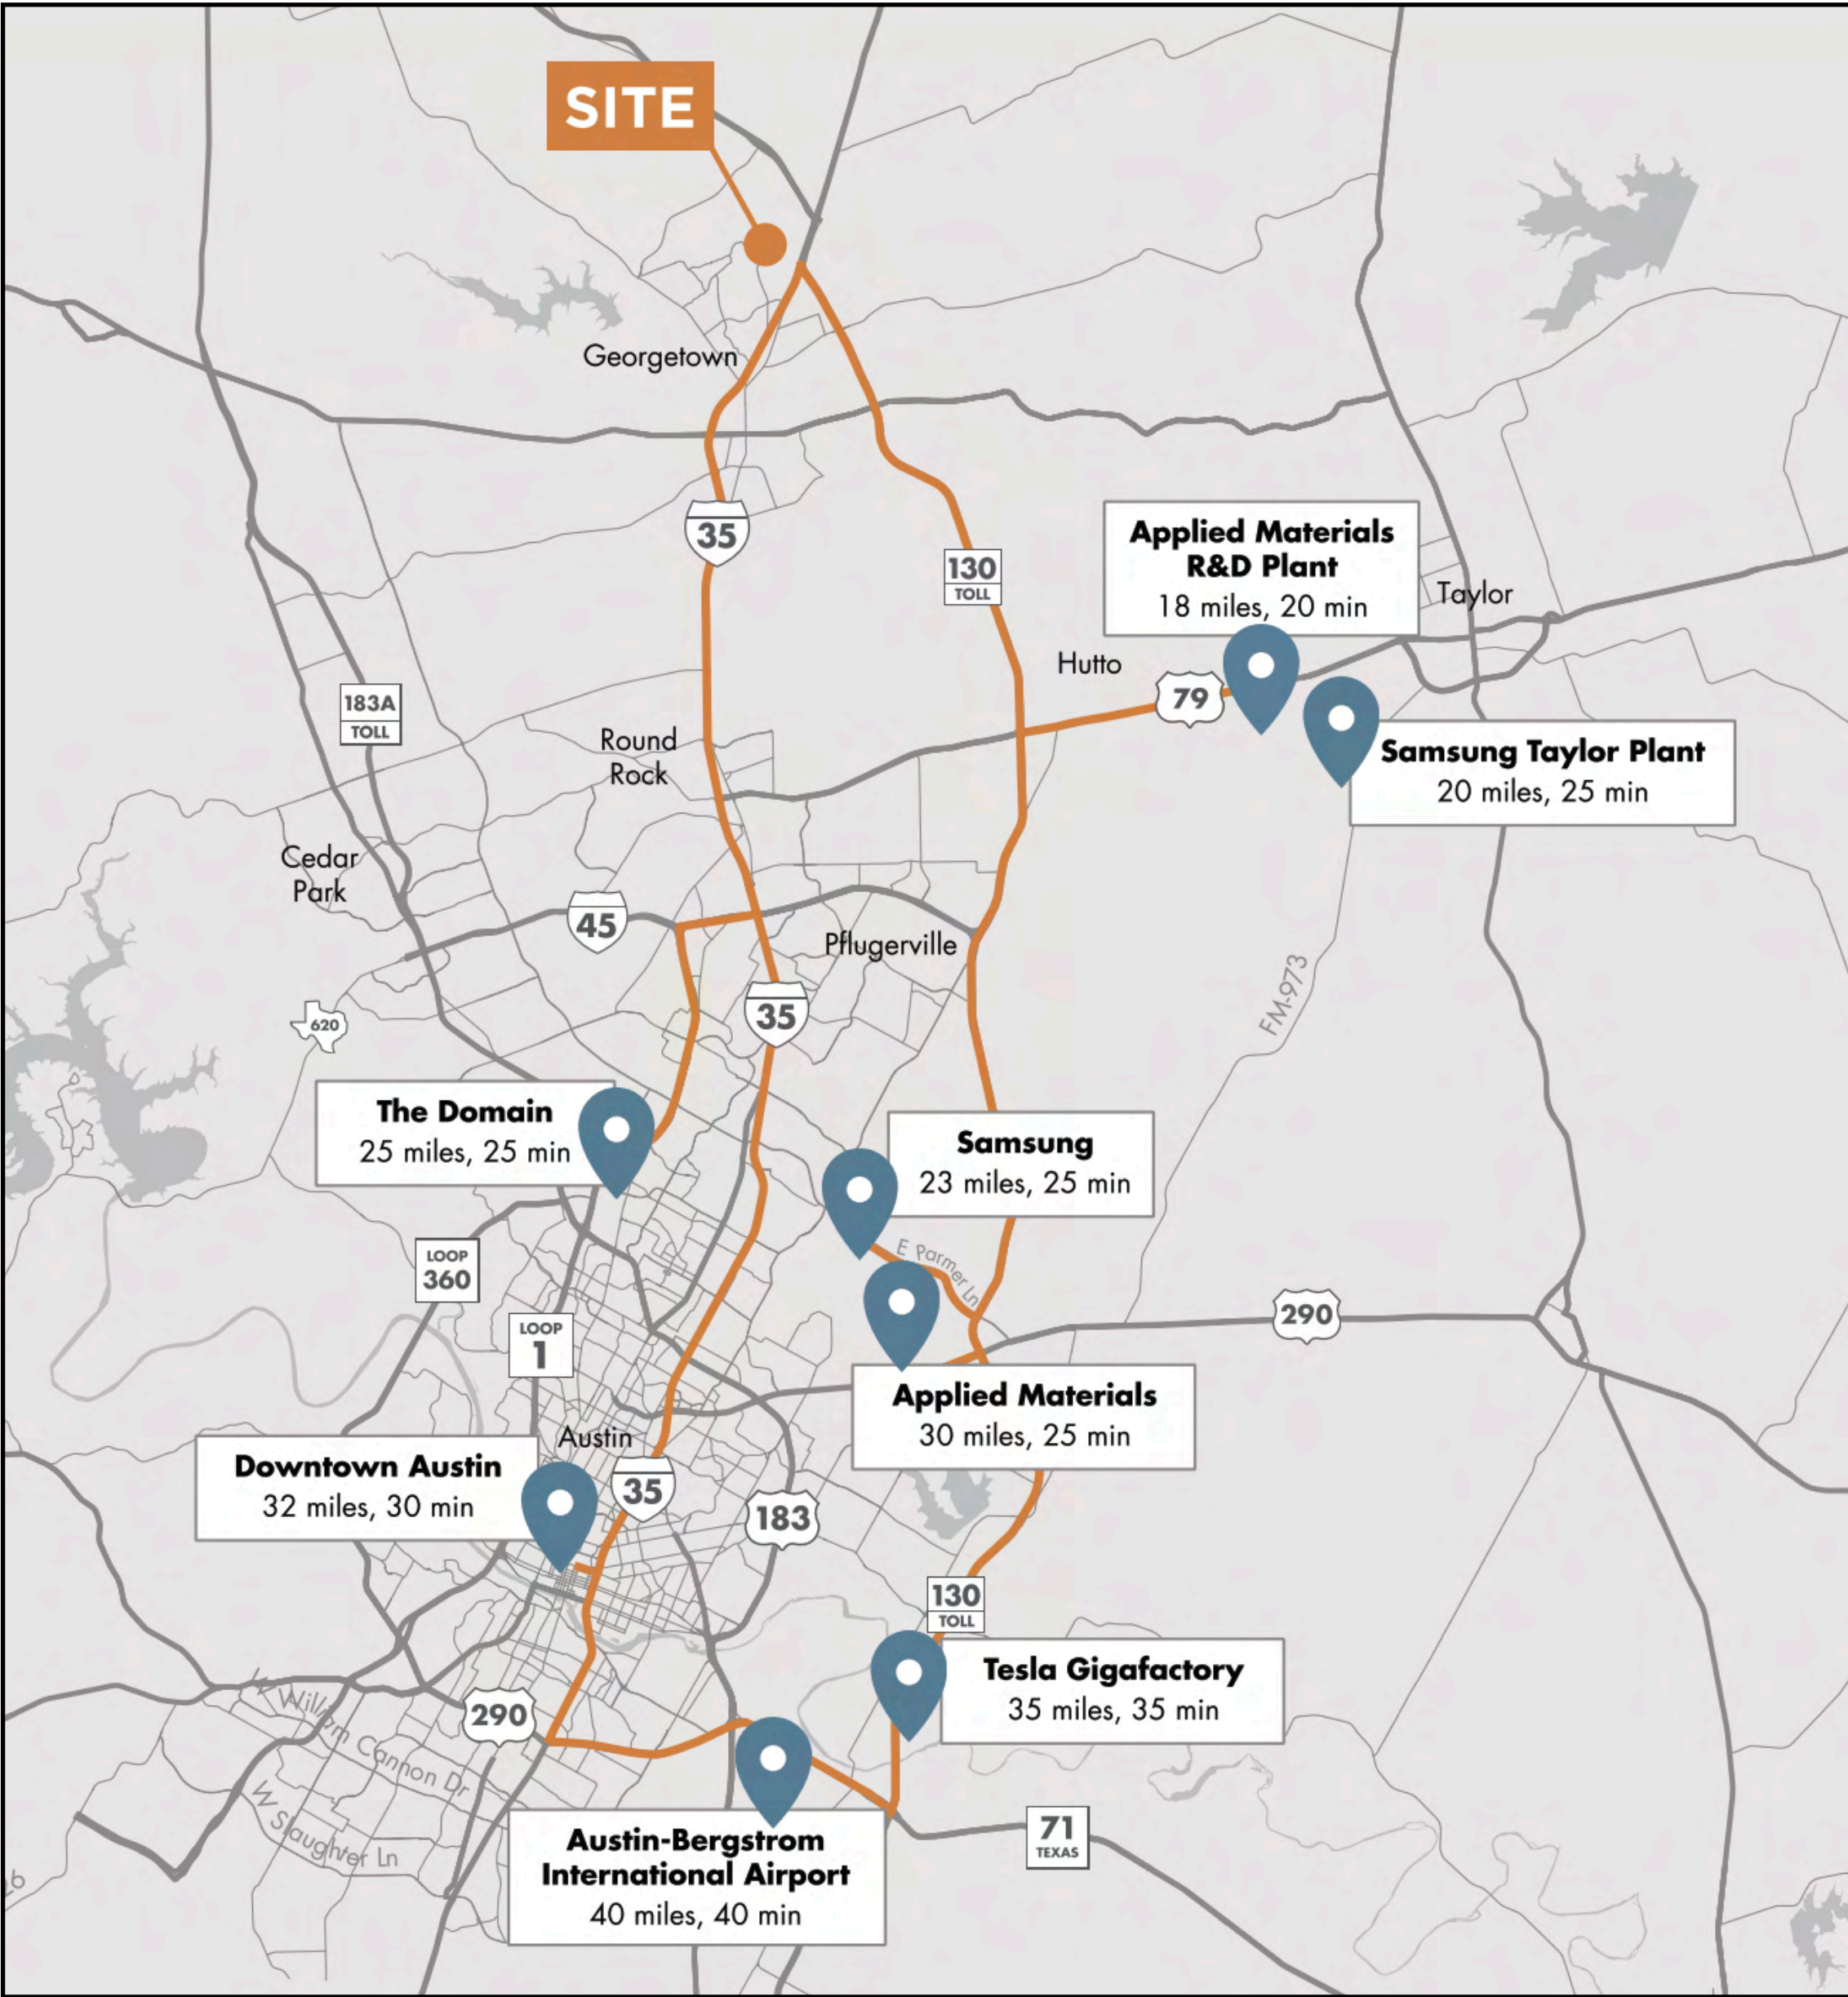 SITE
Georgetown
35
130
TOLL
Applied Materials
R&D Plant
18 miles, 20 min
Taylor
Hutto
79
183A
TOLL
Round
Rock
Samsung Taylor Plant
20 miles, 25 min
Cedar
Park
45
Pflugerville
35
620
FM-973
The Domain
25 miles, 25 min
Samsung
23 miles, 25 min
E Parmer Ln
LOOP
360
LOOP
1
290
Applied Materials
30 miles, 25 min
Austin
Downtown Austin
32 miles, 30 min
35
183
130
TOLL
Tesla Gigafactory
35 miles, 35 min
290
W William Cannon Dr
W Slaughter Ln
Austin-Bergstrom
International Airport
40 miles, 40 min
71
TEXAS